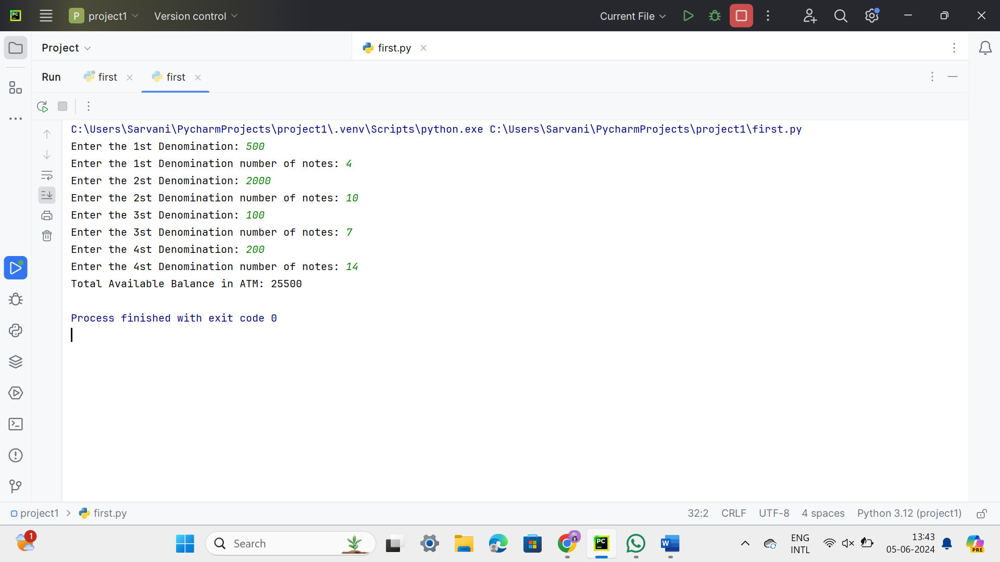 PC
P project1 Version control Current File
Project
first.py
Run first first
C:\Users\Sarvani\PycharmProjects\project1\.venv\Scripts\python.exe C:\Users\Sarvani\PycharmProjects\project1\first.py
Enter the 1st Denomination: 500
Enter the 1st Denomination number of notes: 4
Enter the 2st Denomination: 2000
Enter the 2st Denomination number of notes: 10
Enter the 3st Denomination: 100
Enter the 3st Denomination number of notes: 7
Enter the 4st Denomination: 200
Enter the 4st Denomination number of notes: 14
Total Available Balance in ATM: 25500
Process finished with exit code 0
project1 > first.py 32:2 CRLF UTF-8 4 spaces Python 3.12 (project1)
1
Search
PC
W
ENG
INTL
13:43
05-06-2024
PRE